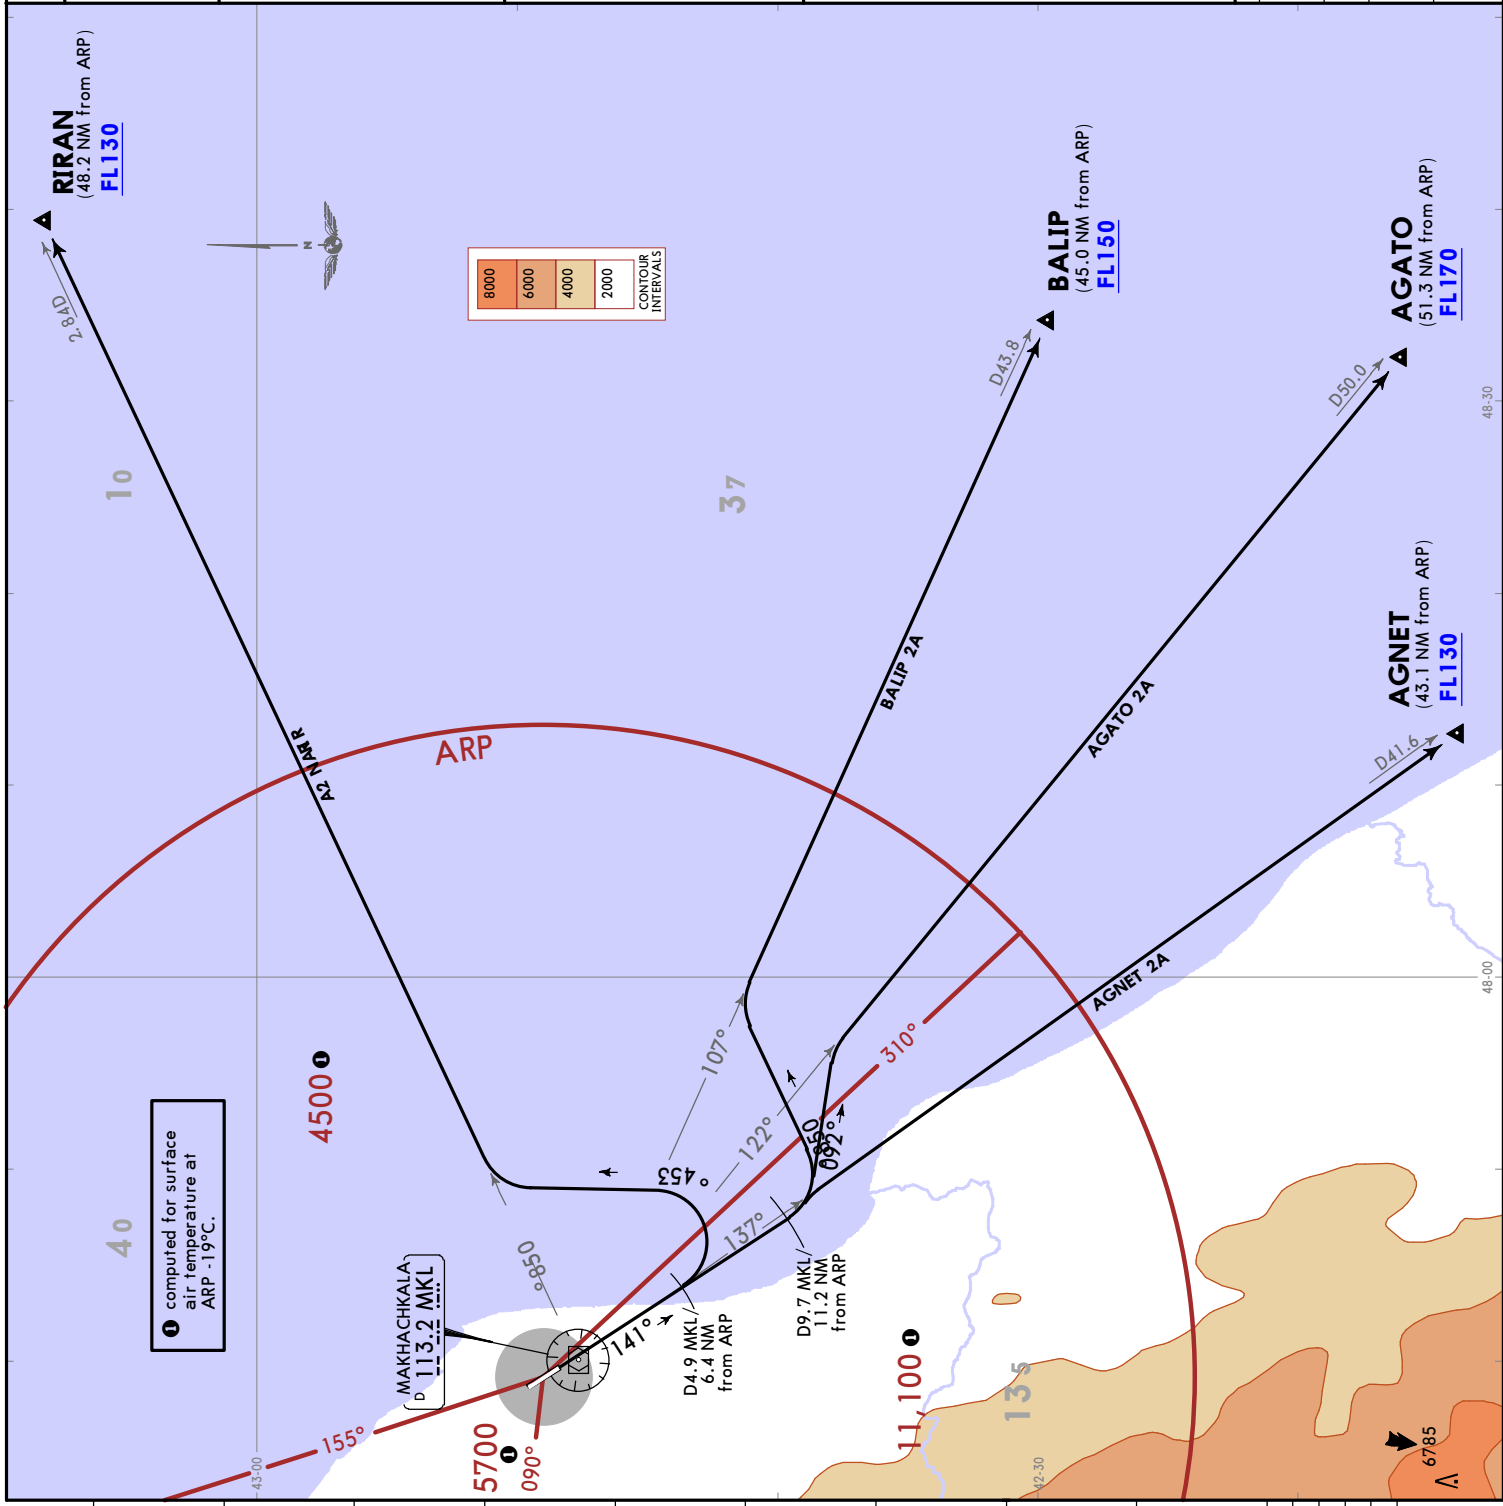 RIRAN
(48.2 NM from ARP)
FL130
2.84D
N
8000
6000
4000
2000
CONTOUR
INTERVALS
BALIP
(45.0 NM from ARP)
FL150
D43.8
AGATO
(51.3 NM from ARP)
FL170
D50.0
AGNET
(43.1 NM from ARP)
FL130
D41.6
10
37
40
135
48-30
48-00
43-00
42-30
BALIP 2A
AGATO 2A
AGNET 2A
ARP
4500 1
1 computed for surface
air temperature at
ARP -19°C.
107°
122°
137°
310°
092°
°453
°850
141°
MAKHACHKALA
D 113.2 MKL
D4.9 MKL/
6.4 NM
from ARP
D9.7 MKL/
11.2 NM
from ARP
155°
5700
1
090°
11,100 1
6785